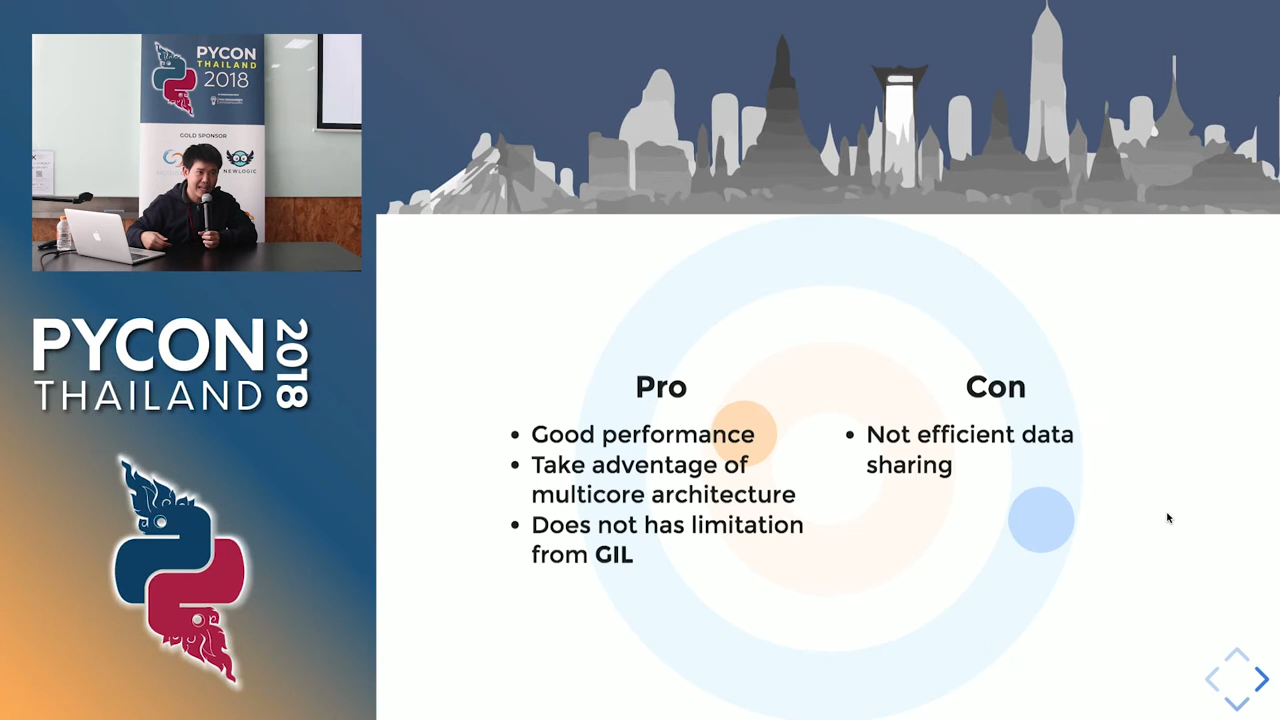 PYCON
THAILAND
2018
GOLD SPONSOR
NEWLOGIC
PYCON 2018
THAILAND
Pro
• Good performance
• Take adventage of
multicore architecture
• Does not has limitation
from GIL
Con
• Not efficient data
sharing